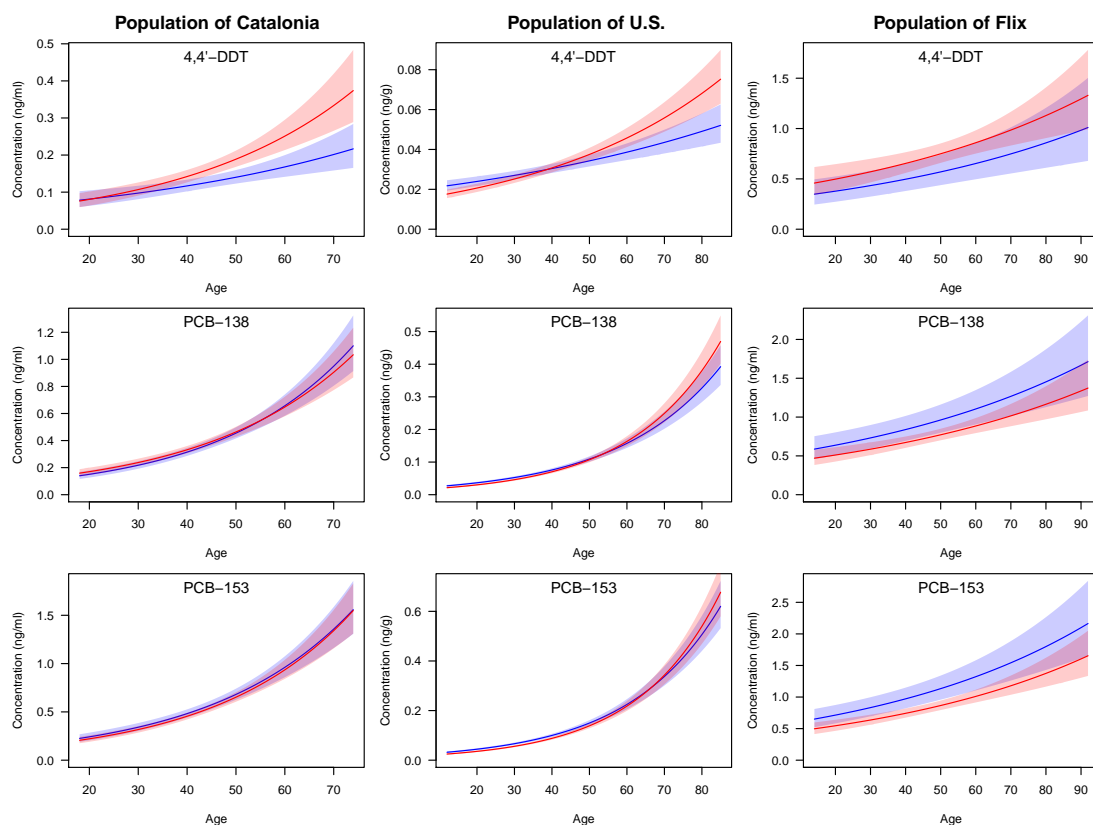 Population of Catalonia
Population of U.S.
Population of Flix
4,4'−DDT
Concentration (ng/ml)
0.5
0.4
0.3
0.2
0.1
0.0
20 30 40 50 60 70
Age
4,4'−DDT
Concentration (ng/g)
0.08
0.06
0.04
0.02
0.00
20 30 40 50 60 70 80
Age
4,4'−DDT
Concentration (ng/ml)
1.5
1.0
0.5
0.0
20 30 40 50 60 70 80 90
Age
PCB−138
Concentration (ng/ml)
1.2
1.0
0.8
0.6
0.4
0.2
0.0
20 30 40 50 60 70
Age
PCB−138
Concentration (ng/g)
0.5
0.4
0.3
0.2
0.1
0.0
20 30 40 50 60 70 80
Age
PCB−138
Concentration (ng/ml)
2.0
1.5
1.0
0.5
0.0
20 30 40 50 60 70 80 90
Age
PCB−153
Concentration (ng/ml)
1.5
1.0
0.5
0.0
20 30 40 50 60 70
Age
PCB−153
Concentration (ng/g)
0.6
0.4
0.2
0.0
20 30 40 50 60 70 80
Age
PCB−153
Concentration (ng/ml)
2.5
2.0
1.5
1.0
0.5
0.0
20 30 40 50 60 70 80 90
Age